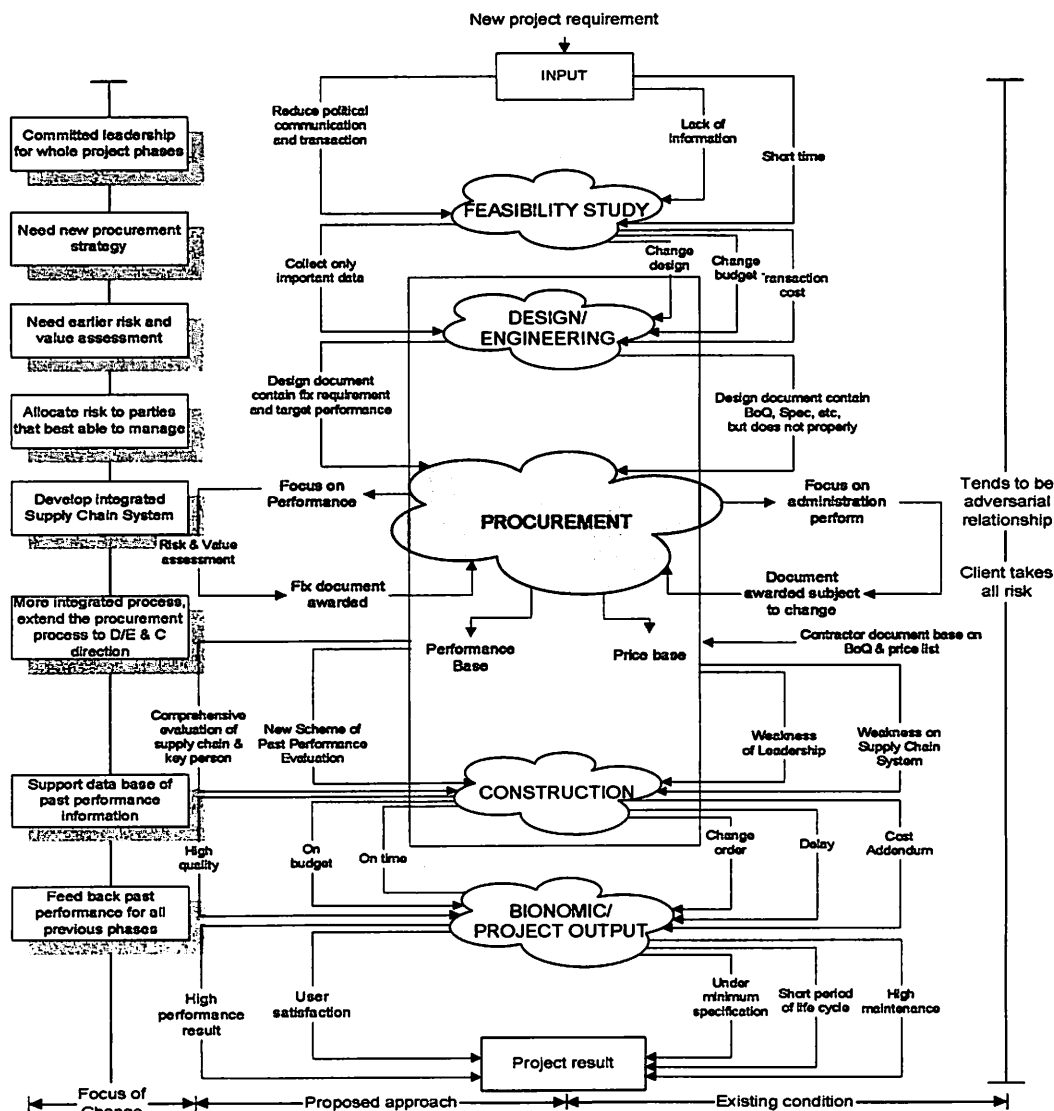 New project requirement
INPUT
Reduce political
communication
and transaction
Lack of
Information
Short time
Committed leadership
for whole project phases
FEASIBILITY STUDY
Need new procurement
strategy
Collect only
important data
Change
design
Change
budget
Transaction
cost
Need earlier risk and
value assessment
DESIGN/
ENGINEERING
Design document
contain fix requirement
and target performance
Design document contain
BoQ, Spec, etc,
but does not properly
Allocate risk to parties
that best able to manage
Develop integrated
Supply Chain System
Focus on
Performance
PROCUREMENT
Focus on
administration
perform
Tends to be
adversarial
relationship
Risk & Value
assessment
Fix document
awarded
Document
awarded subject
to change
Client takes
all risk
More integrated process,
extend the procurement
process to D/E & C
direction
Performance
Base
Price base
Contractor document base on
BoQ & price list
Comprehensive
evaluation of
supply chain &
key person
New Scheme of
Past Performance
Evaluation
Weakness
of Leadership
Weakness on
Supply Chain
System
Support data base of
past performance
information
CONSTRUCTION
High
quality
On
budget
On time
Change
order
Delay
Cost
Addendum
Feed back past
performance for all
previous phases
BIONOMIC/
PROJECT OUTPUT
High
performance
result
User
satisfaction
Under
minimum
specification
Short period
of life cycle
High
maintenance
Project result
Focus of
Change
Proposed approach
Existing condition